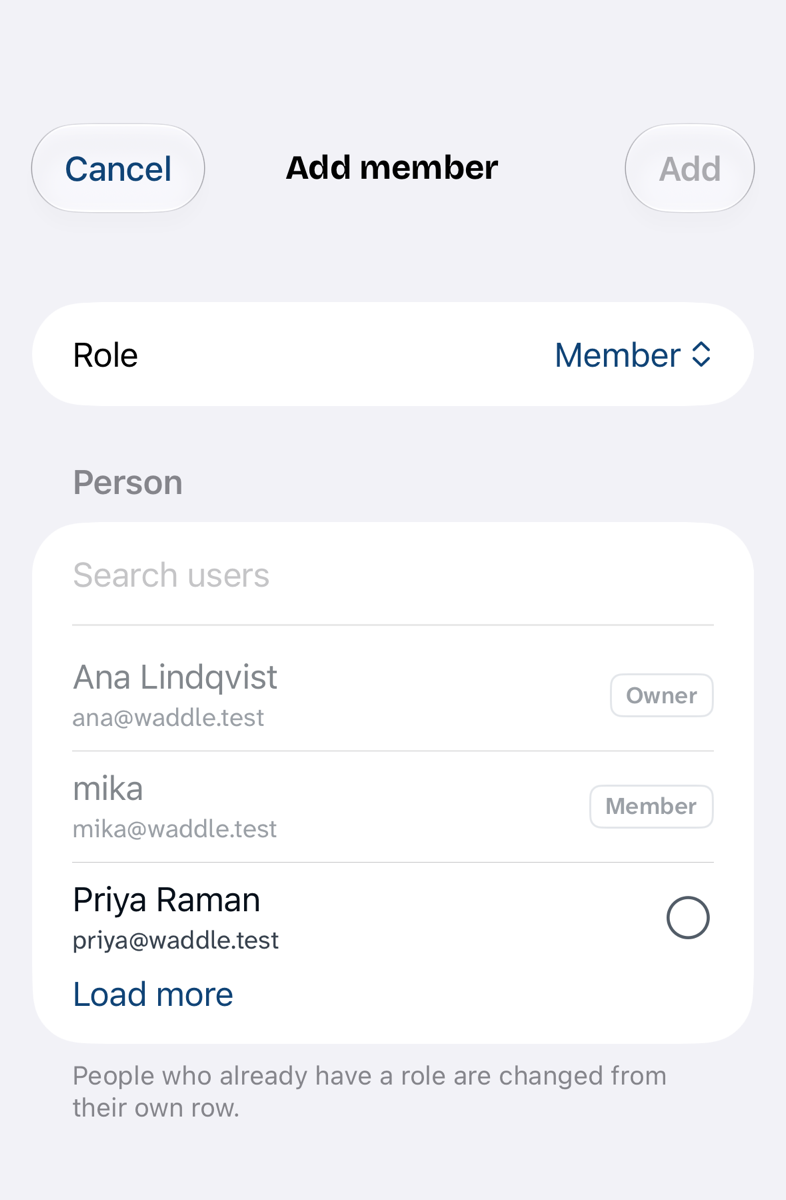 Cancel
Add member
Add
Role
Member
Person
Search users
Ana Lindqvist
ana@waddle.test
Owner
mika
mika@waddle.test
Member
Priya Raman
priya@waddle.test
Load more
People who already have a role are changed from
their own row.